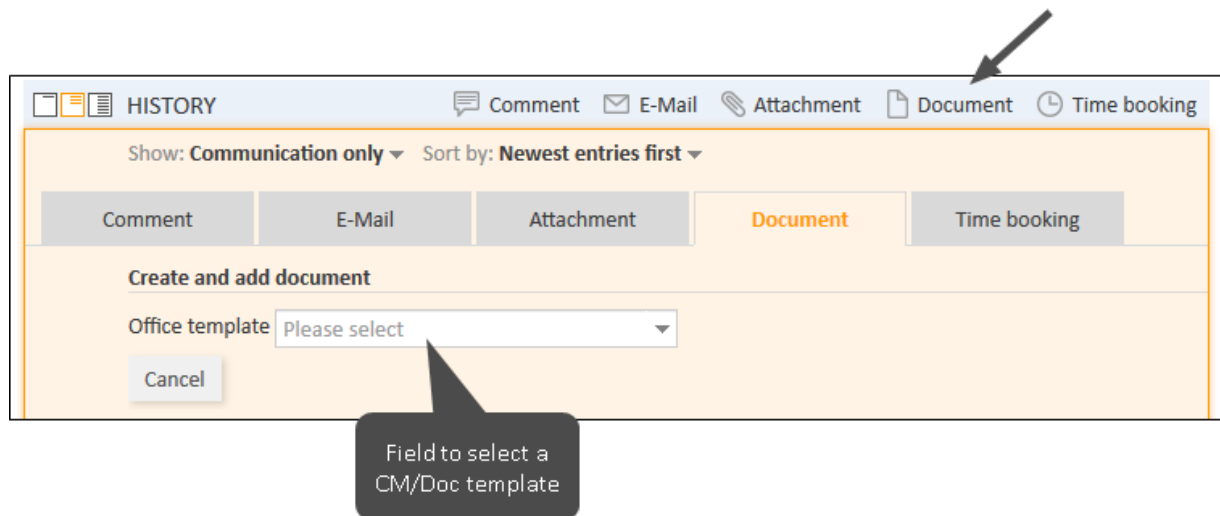 HISTORY Comment E-Mail Attachment Document Time booking
Show: Communication only Sort by: Newest entries first
Comment E-Mail Attachment Document Time booking
Create and add document
Office template Please select
Cancel
Field to select a
CM/Doc template